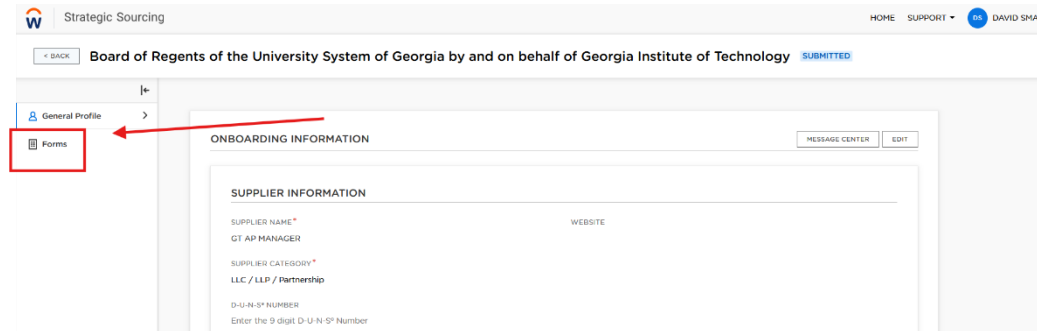 W Strategic Sourcing HOME SUPPORT DS DAVID SMA
< BACK Board of Regents of the University System of Georgia by and on behalf of Georgia Institute of Technology SUBMITTED
General Profile
Forms
ONBOARDING INFORMATION MESSAGE CENTER EDIT
SUPPLIER INFORMATION
SUPPLIER NAME* WEBSITE
GT AP MANAGER
SUPPLIER CATEGORY*
LLC / LLP / Partnership
D-U-N-S® NUMBER
Enter the 9 digit D-U-N-S® Number